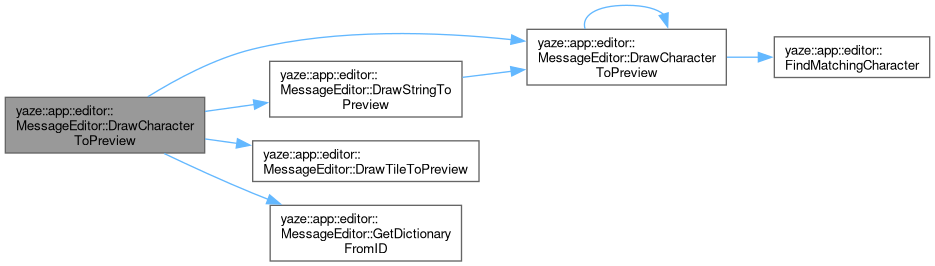 yaze::app::editor::
MessageEditor::DrawCharacter
ToPreview
yaze::app::editor::
MessageEditor::DrawStringTo
Preview
yaze::app::editor::
MessageEditor::DrawTileToPreview
yaze::app::editor::
MessageEditor::GetDictionary
FromID
yaze::app::editor::
MessageEditor::DrawCharacter
ToPreview
yaze::app::editor::
FindMatchingCharacter